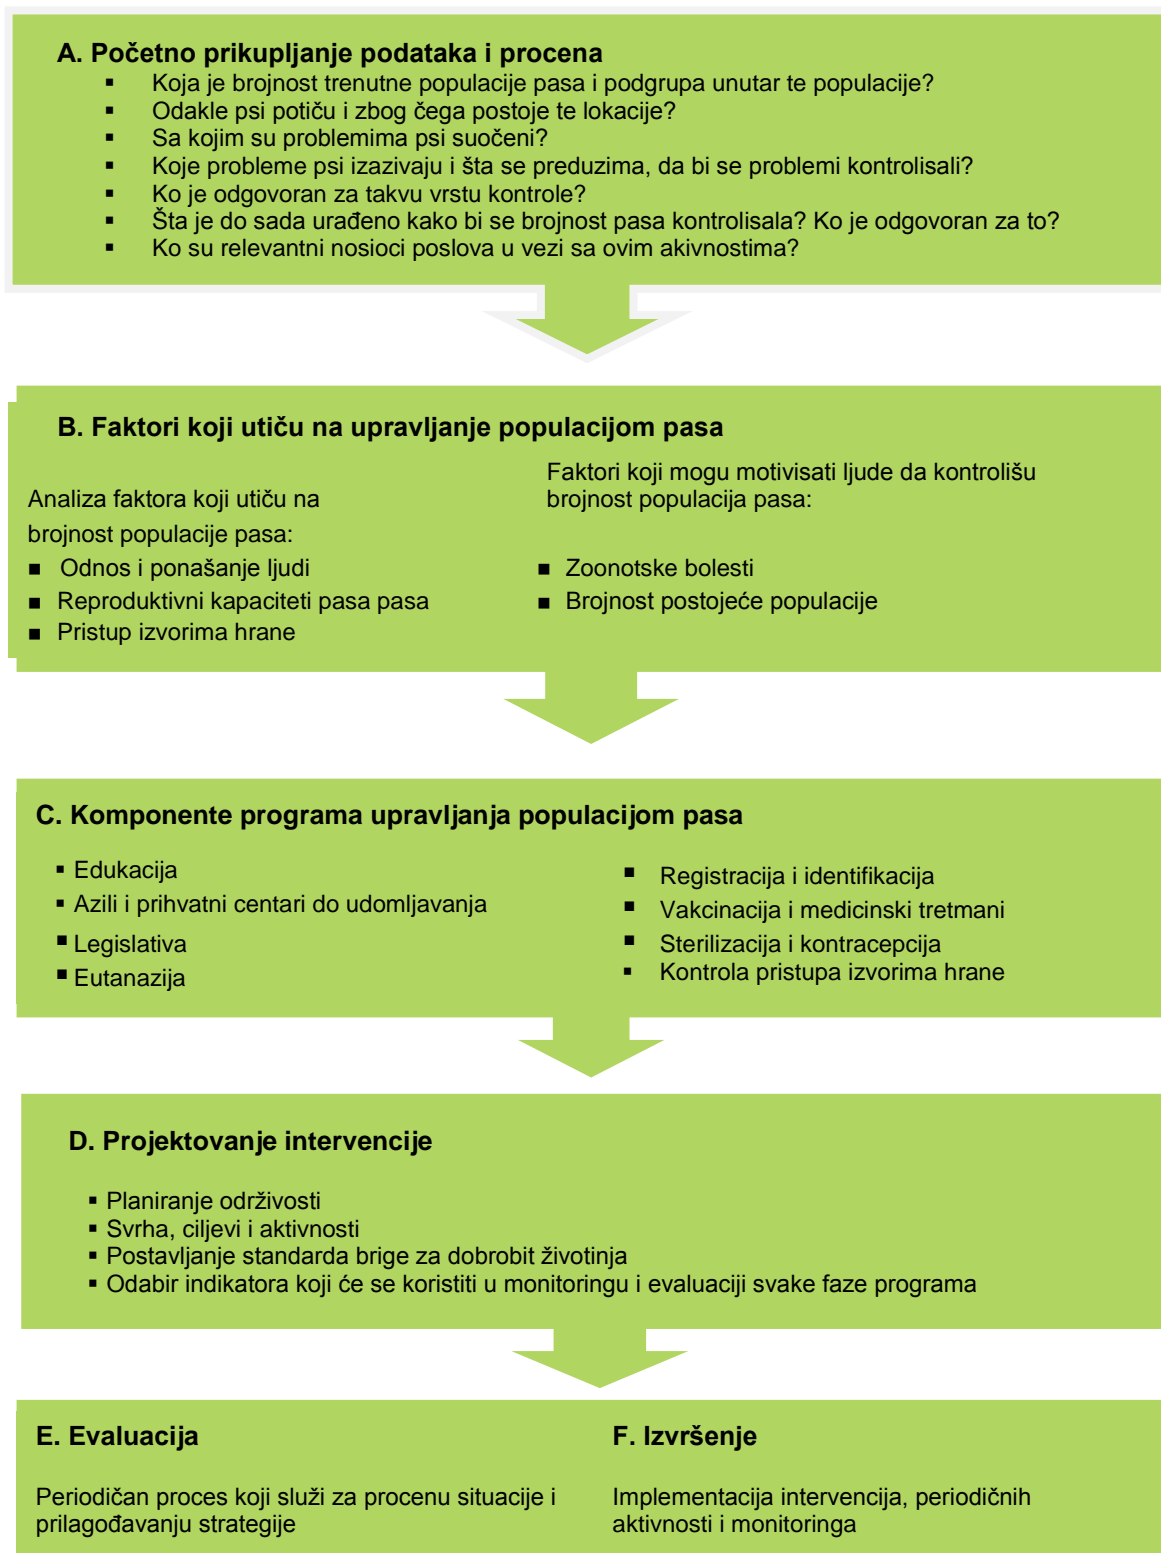 A. Početno prikupljanje podataka i procena
▪ Koja je brojnost trenutne populacije pasa i podgrupa unutar te populacije?
▪ Odakle psi potiču i zbog čega postoje te lokacije?
▪ Sa kojim su problemima psi suočeni?
▪ Koje probleme psi izazivaju i šta se preduzima, da bi se problemi kontrolisali?
▪ Ko je odgovoran za takvu vrstu kontrole?
▪ Šta je do sada urađeno kako bi se brojnost pasa kontrolisala? Ko je odgovoran za to?
▪ Ko su relevantni nosioci poslova u vezi sa ovim akivnostima?
B. Faktori koji utiču na upravljanje populacijom pasa
Analiza faktora koji utiču na
brojnost populacije pasa:
■ Odnos i ponašanje ljudi
■ Reproduktivni kapaciteti pasa pasa
■ Pristup izvorima hrane
Faktori koji mogu motivisati ljude da kontrolišu
brojnost populacija pasa:
■ Zoonotske bolesti
■ Brojnost postojeće populacije
C. Komponente programa upravljanja populacijom pasa
▪ Edukacija
▪ Azili i prihvatni centari do udomljavanja
■ Legislativa
■ Eutanazija
■ Registracija i identifikacija
■ Vakcinacija i medicinski tretmani
■ Sterilizacija i kontracepcija
▪ Kontrola pristupa izvorima hrane
D. Projektovanje intervencije
▪ Planiranje održivosti
▪ Svrha, ciljevi i aktivnosti
▪ Postavljanje standarda brige za dobrobit životinja
▪ Odabir indikatora koji će se koristiti u monitoringu i evaluaciji svake faze programa
E. Evaluacija
Periodičan proces koji služi za procenu situacije i
prilagođavanju strategije
F. Izvršenje
Implementacija intervencija, periodičnih
aktivnosti i monitoringa